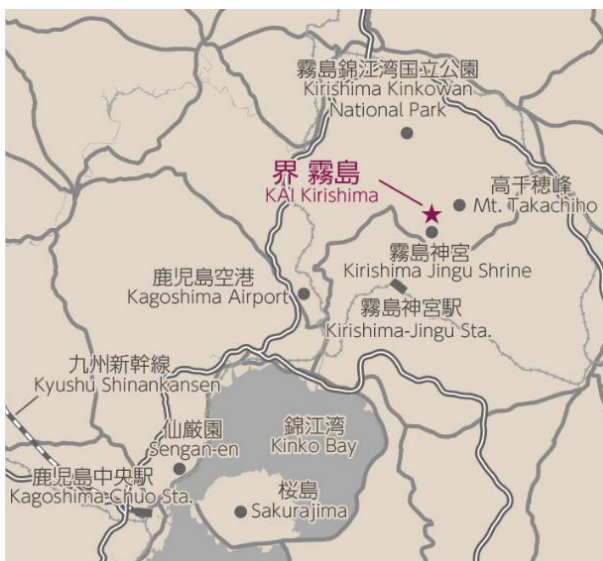 霧島錦江湾国立公園
Kirishima Kinkowan
National Park
界 霧島
KAI Kirishima
高千穂峰
Mt. Takachiho
霧島神宮
Kirishima Jingu Shrine
鹿児島空港
Kagoshima Airport
霧島神宮駅
Kirishima-Jingu Sta.
九州新幹線
Kyushu Shinankansen
仙厳園
Sengan-en
錦江湾
Kinko Bay
鹿児島中央駅
Kagoshima-Chuo Sta.
桜島
Sakurajima